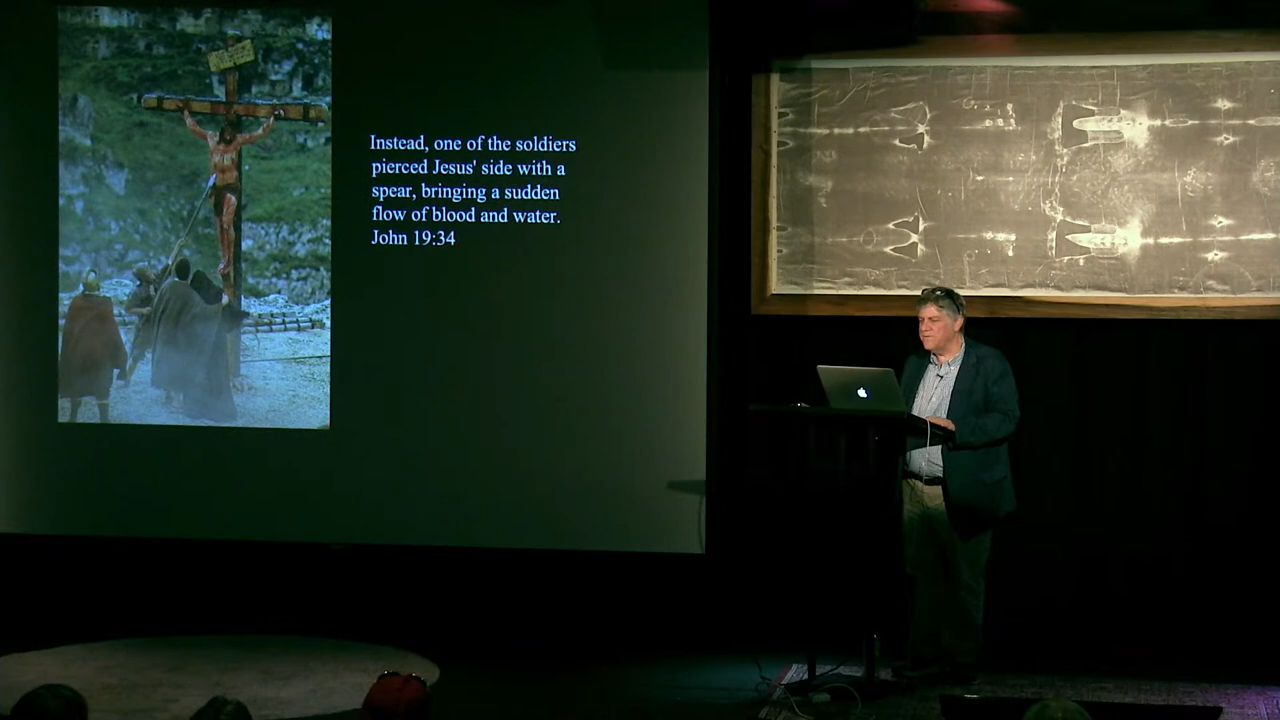 Instead, one of the soldiers
pierced Jesus' side with a
spear, bringing a sudden
flow of blood and water.
John 19:34